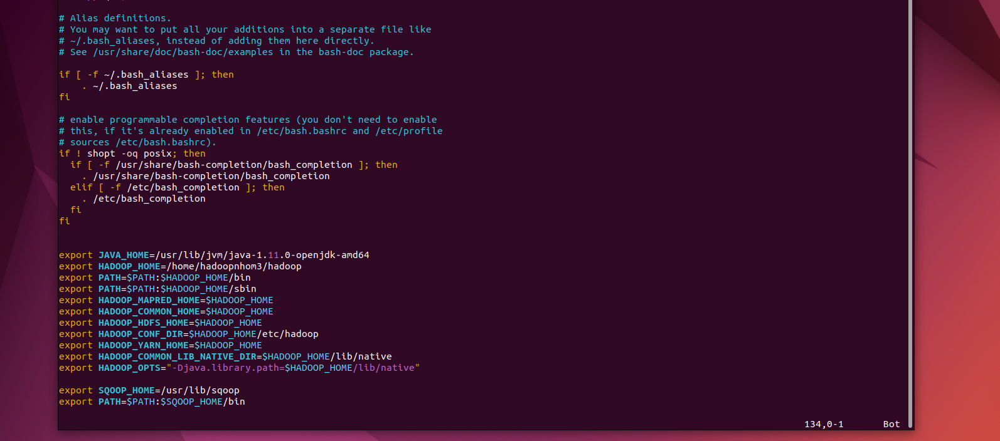 # Alias definitions.
# You may want to put all your additions into a separate file like
# ~/.bash_aliases, instead of adding them here directly.
# See /usr/share/doc/bash-doc/examples in the bash-doc package.
if [ -f ~/.bash_aliases ]; then
    . ~/.bash_aliases
fi
# enable programmable completion features (you don't need to enable
# this, if it's already enabled in /etc/bash.bashrc and /etc/profile
# sources /etc/bash.bashrc).
if ! shopt -oq posix; then
  if [ -f /usr/share/bash-completion/bash_completion ]; then
    . /usr/share/bash-completion/bash_completion
  elif [ -f /etc/bash_completion ]; then
    . /etc/bash_completion
  fi
fi
export JAVA_HOME=/usr/lib/jvm/java-1.11.0-openjdk-amd64
export HADOOP_HOME=/home/hadoopnhom3/hadoop
export PATH=$PATH:$HADOOP_HOME/bin
export PATH=$PATH:$HADOOP_HOME/sbin
export HADOOP_MAPRED_HOME=$HADOOP_HOME
export HADOOP_COMMON_HOME=$HADOOP_HOME
export HADOOP_HDFS_HOME=$HADOOP_HOME
export HADOOP_CONF_DIR=$HADOOP_HOME/etc/hadoop
export HADOOP_YARN_HOME=$HADOOP_HOME
export HADOOP_COMMON_LIB_NATIVE_DIR=$HADOOP_HOME/lib/native
export HADOOP_OPTS="-Djava.library.path=$HADOOP_HOME/lib/native"
export SQOOP_HOME=/usr/lib/sqoop
export PATH=$PATH:$SQOOP_HOME/bin
134,0-1 Bot